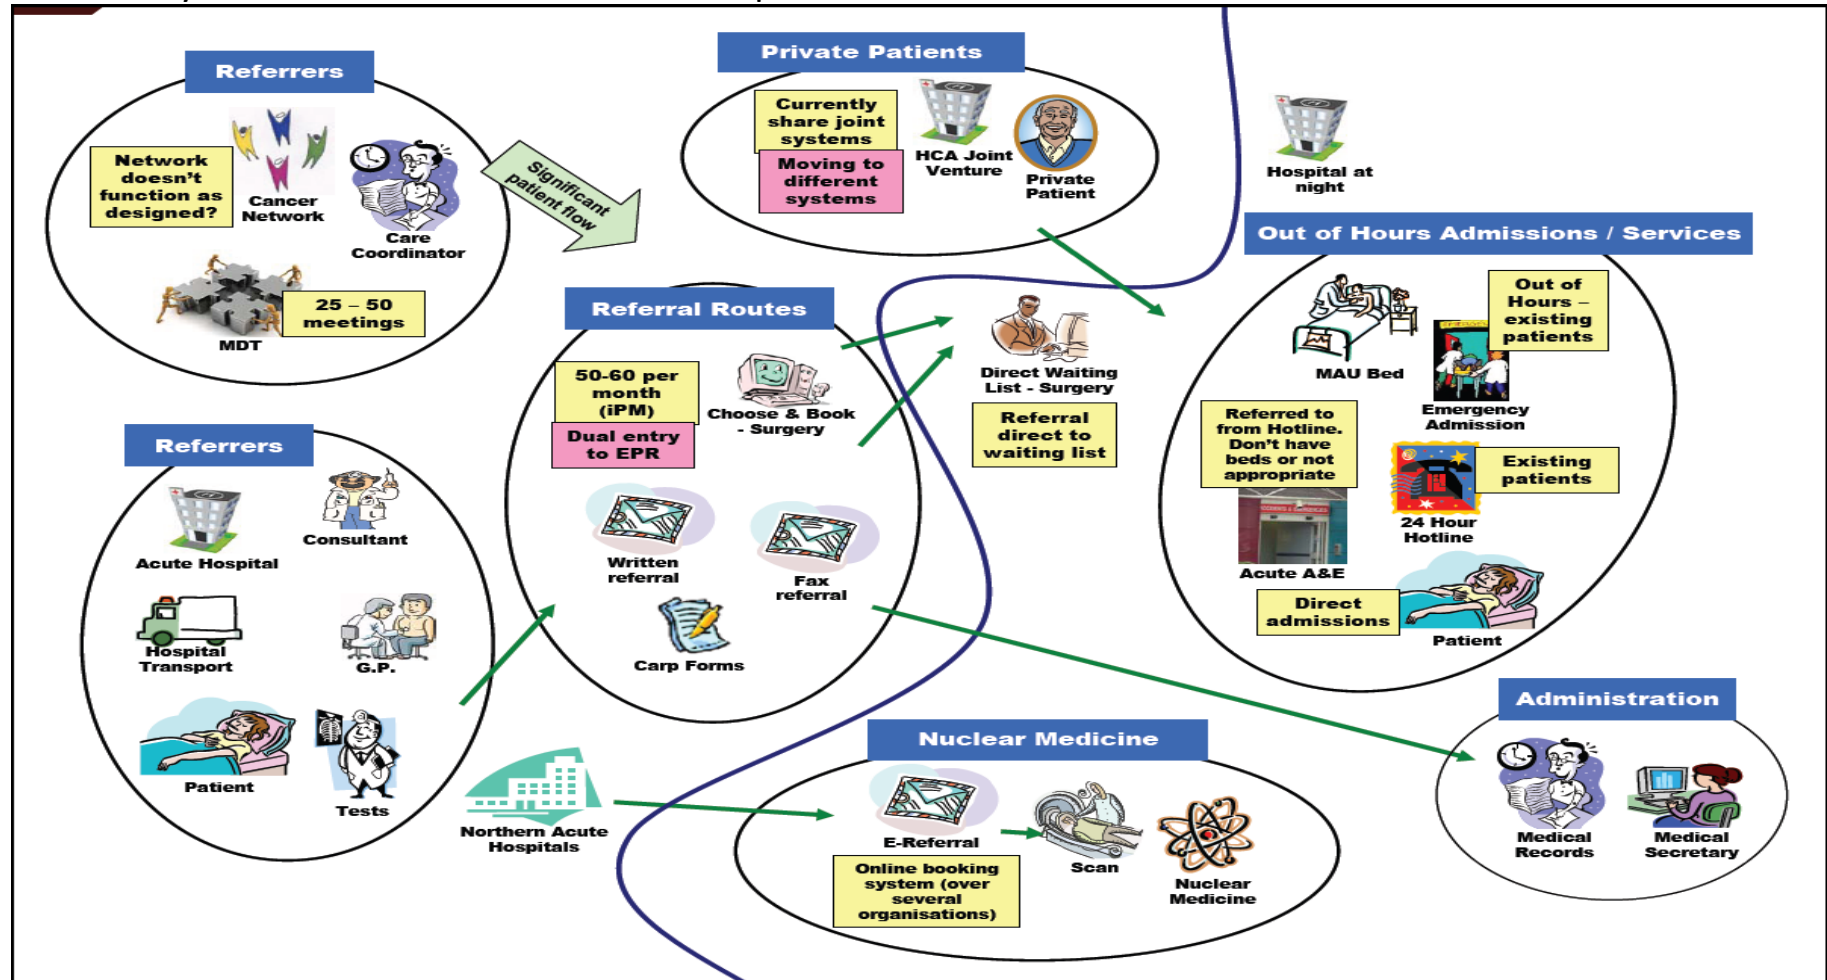 Referrers
Network
doesn't
function as
designed?
Cancer
Network
Care
Coordinator
MDT
25 – 50
meetings
Significant
patient flow
Private Patients
Currently
share joint
systems
Moving to
different
systems
HCA Joint
Venture
Private
Patient
Hospital at
night
Out of Hours Admissions / Services
MAU Bed
Out of
Hours –
existing
patients
Emergency
Admission
Referred to
from Hotline.
Don't have
beds or not
appropriate
Existing
patients
24 Hour
Hotline
Acute A&E
Direct
admissions
Patient
Referral Routes
50-60 per
month
(iPM)
Dual entry
to EPR
Choose & Book
- Surgery
Written
referral
Fax
referral
Carp Forms
Direct Waiting
List - Surgery
Referral
direct to
waiting list
Referrers
Acute Hospital
Consultant
Hospital
Transport
G.P.
Patient
Tests
Northern Acute
Hospitals
Nuclear Medicine
E-Referral
Online booking
system (over
several
organisations)
Scan
Nuclear
Medicine
Administration
Medical
Records
Medical
Secretary